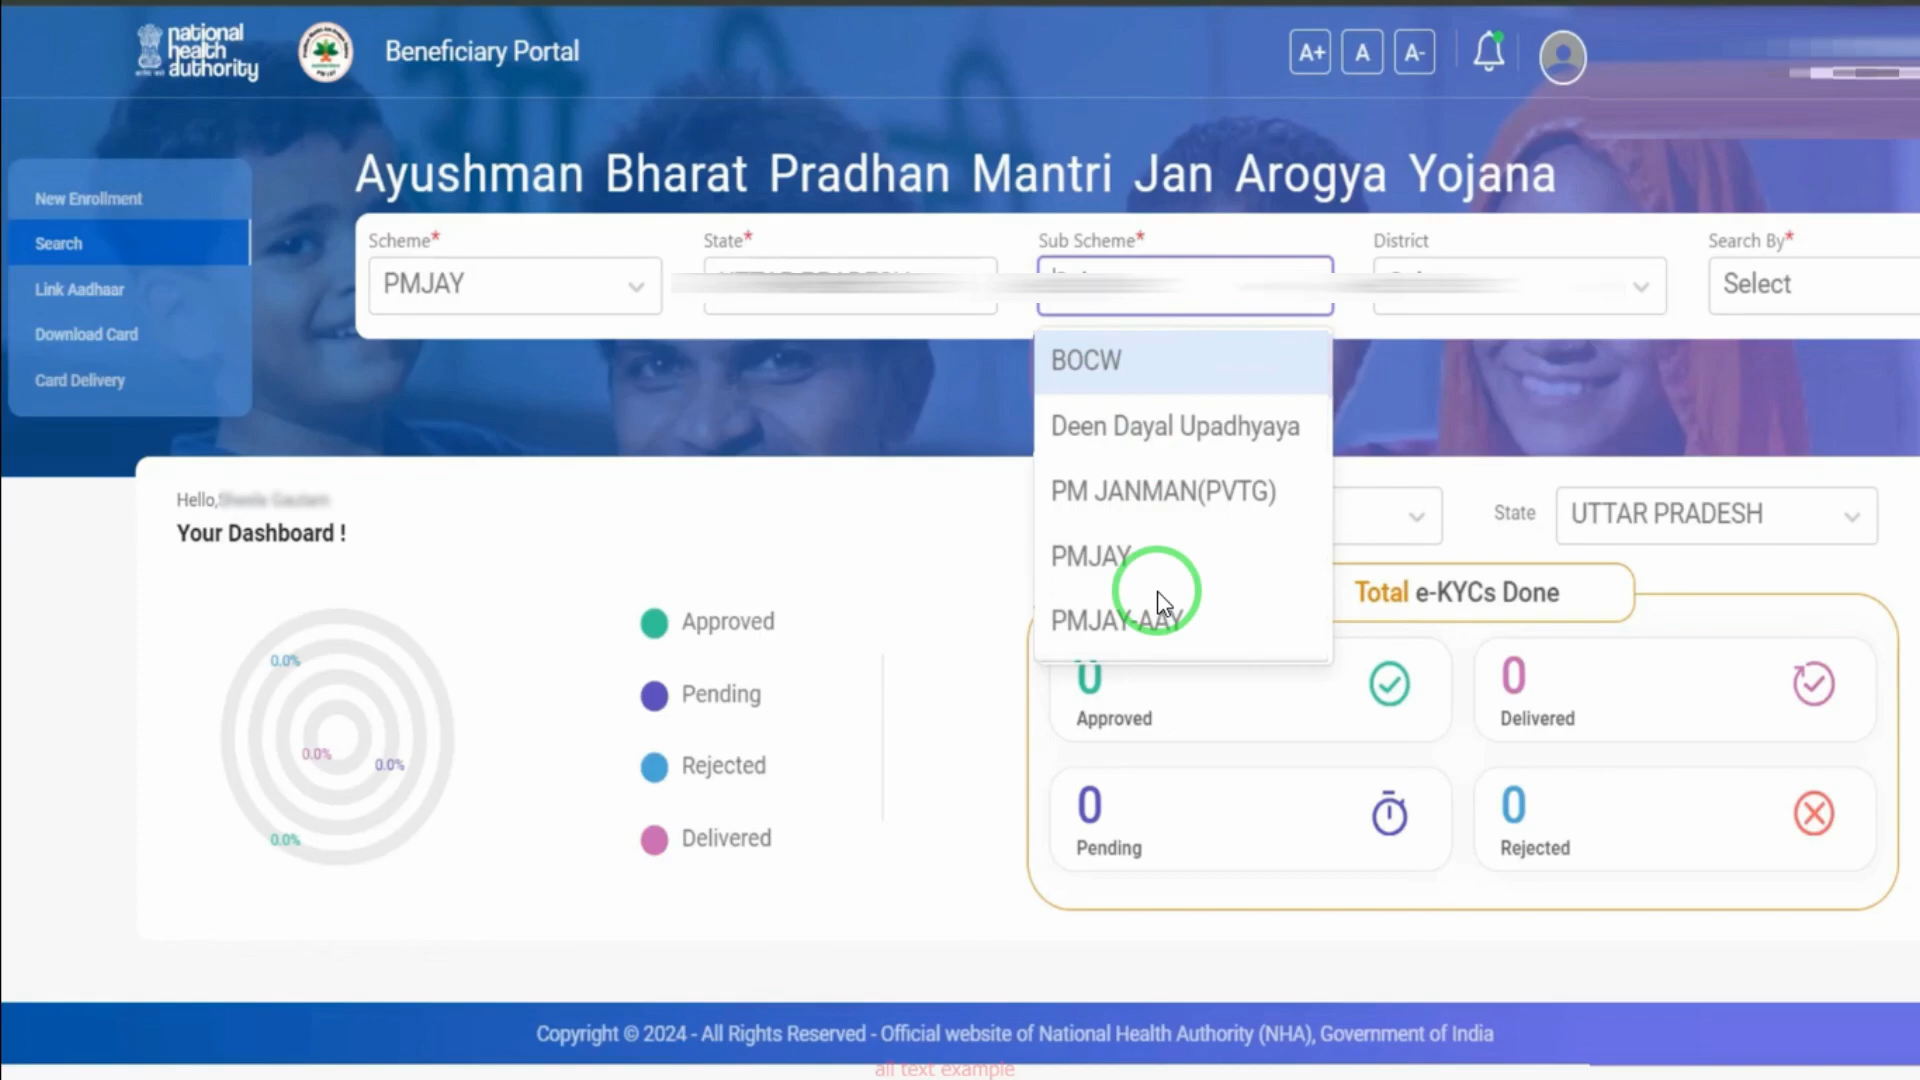 national
health
authority
Beneficiary Portal
A+ A A-
Ayushman Bharat Pradhan Mantri Jan Arogya Yojana
New Enrollment
Search
Link Aadhaar
Download Card
Card Delivery
Scheme* State* Sub Scheme* District Search By*
PMJAY UTTAR PRADESH Select
BOCW
Deen Dayal Upadhyaya
PM JANMAN(PVTG)
PMJAY
PMJAY-AAY
Hello,
Your Dashboard !
State UTTAR PRADESH
0.0%
0.0%
0.0%
0.0%
Approved
Pending
Rejected
Delivered
Total e-KYCs Done
0 0
Approved Delivered
0 0
Pending Rejected
Copyright © 2024 - All Rights Reserved - Official website of National Health Authority (NHA), Government of India
all text example